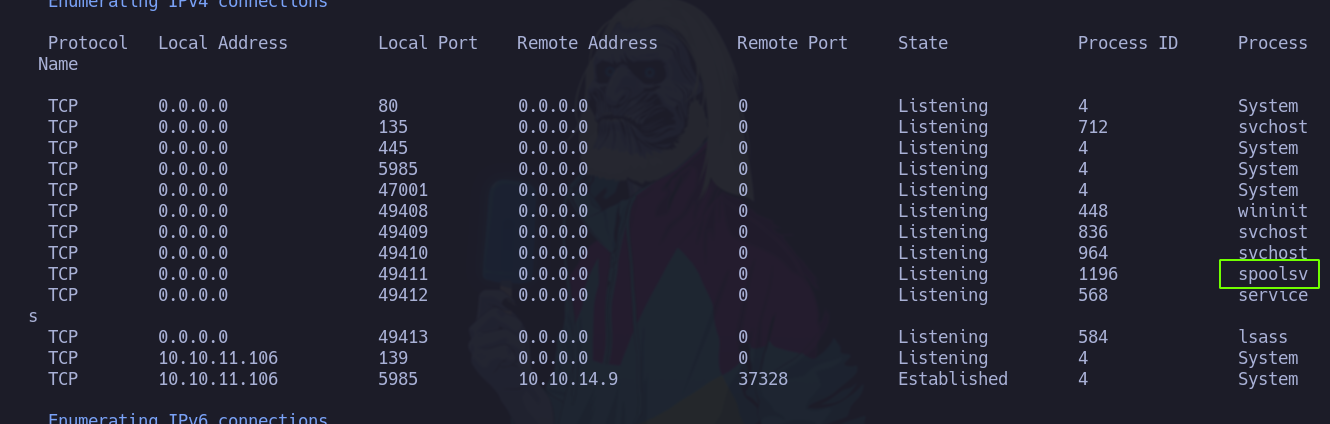 Enumerating IPv4 connections
Protocol   Local Address         Local Port    Remote Address        Remote Port     State             Process ID      Process
Name
TCP        0.0.0.0               80            0.0.0.0               0               Listening         4               System
TCP        0.0.0.0               135           0.0.0.0               0               Listening         712             svchost
TCP        0.0.0.0               445           0.0.0.0               0               Listening         4               System
TCP        0.0.0.0               5985          0.0.0.0               0               Listening         4               System
TCP        0.0.0.0               47001         0.0.0.0               0               Listening         4               System
TCP        0.0.0.0               49408         0.0.0.0               0               Listening         448             wininit
TCP        0.0.0.0               49409         0.0.0.0               0               Listening         836             svchost
TCP        0.0.0.0               49410         0.0.0.0               0               Listening         964             svchost
TCP        0.0.0.0               49411         0.0.0.0               0               Listening         1196            spoolsv
TCP        0.0.0.0               49412         0.0.0.0               0               Listening         568             service
s
TCP        0.0.0.0               49413         0.0.0.0               0               Listening         584             lsass
TCP        10.10.11.106          139           0.0.0.0               0               Listening         4               System
TCP        10.10.11.106          5985          10.10.14.9            37328           Established       4               System
Enumerating IPv6 connections